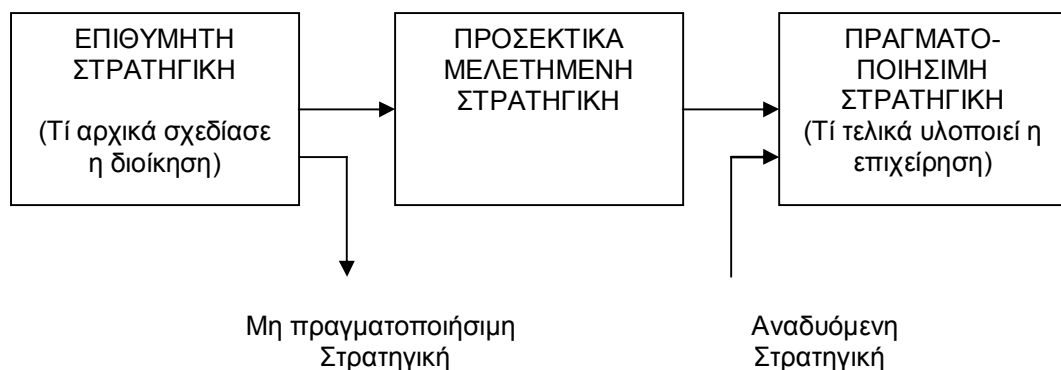 ΕΠΙΘΥΜΗΤΗ
ΣΤΡΑΤΗΓΙΚΗ
(Τί αρχικά σχεδίασε
η διοίκηση)
ΠΡΟΣΕΚΤΙΚΑ
ΜΕΛΕΤΗΜΕΝΗ
ΣΤΡΑΤΗΓΙΚΗ
ΠΡΑΓΜΑΤΟ-
ΠΟΙΗΣΙΜΗ
ΣΤΡΑΤΗΓΙΚΗ
(Τί τελικά υλοποιεί η
επιχείρηση)
Μη πραγματοποιήσιμη
Στρατηγική
Αναδυόμενη
Στρατηγική